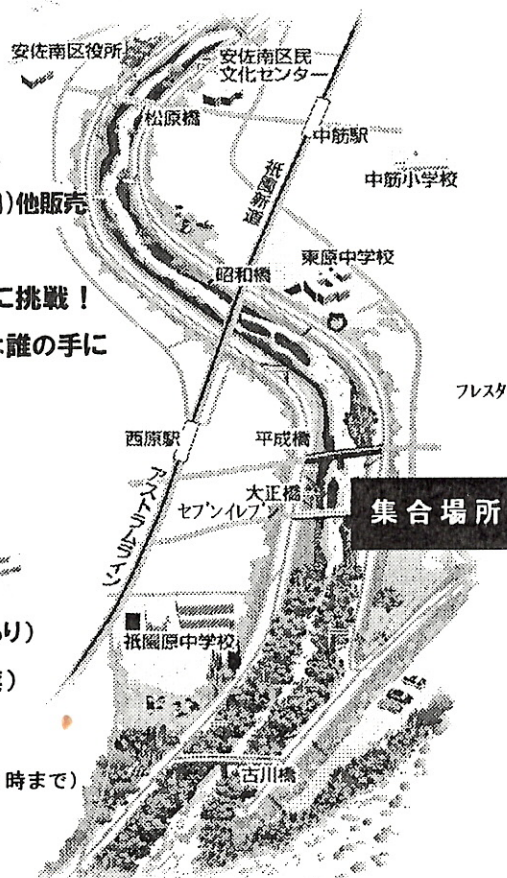 安佐南区役所
安佐南区民
文化センター
松原橋
中筋駅
祇園新道
中筋小学校
)他販売
昭和橋
東原中学校
に挑戦！
は誰の手に
フレスタ
西原駅
平成橋
大正橋
セブンイレブン
集合場所
アストラムライン
り)
祇園原中学校
)
時まで)
古川橋